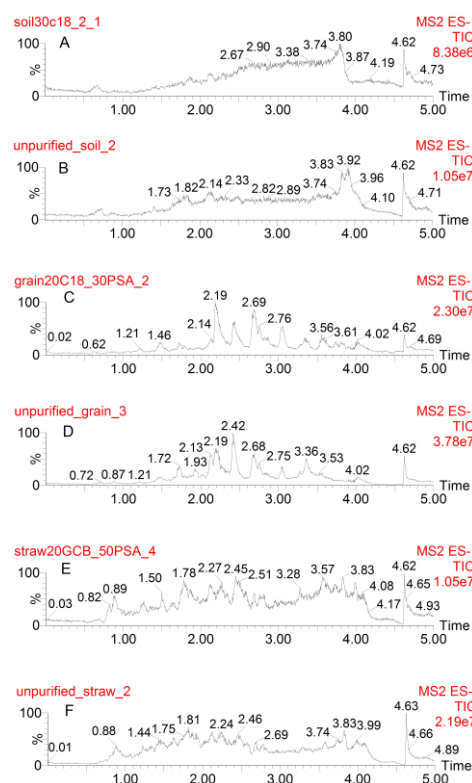 soil30c18_2_1
MS2 ES-
TIC
8.38e6
A
2.67 2.90 3.38 3.74 3.80 3.87 4.19 4.62 4.73
100
%
0
1.00 2.00 3.00 4.00 5.00
Time
unpurified_soil_2
MS2 ES-
TIC
1.05e7
B
1.73 1.82 2.14 2.33 2.82 2.89 3.74 3.83 3.92 3.96 4.10 4.62 4.71
100
%
0
1.00 2.00 3.00 4.00 5.00
Time
grain20C18_30PSA_2
MS2 ES-
TIC
2.30e7
C
0.02 0.62 1.21 1.46 2.14 2.19 2.69 2.76 3.56 3.61 4.02 4.62 4.69
100
%
0
1.00 2.00 3.00 4.00 5.00
Time
unpurified_grain_3
MS2 ES-
TIC
3.78e7
D
0.72 0.87 1.21 1.72 1.93 2.13 2.19 2.42 2.68 2.75 3.36 3.53 4.02 4.62
100
%
0
1.00 2.00 3.00 4.00 5.00
Time
straw20GCB_50PSA_4
MS2 ES-
TIC
1.05e7
E
0.03 0.82 0.89 1.50 1.78 2.27 2.45 2.51 3.28 3.57 3.83 4.08 4.17 4.62 4.65 4.93
100
%
0
1.00 2.00 3.00 4.00 5.00
Time
unpurified_straw_2
MS2 ES-
TIC
2.19e7
F
0.01 0.88 1.44 1.75 1.81 2.24 2.46 2.69 3.74 3.83 3.99 4.63 4.66 4.89
100
%
0
1.00 2.00 3.00 4.00 5.00
Time